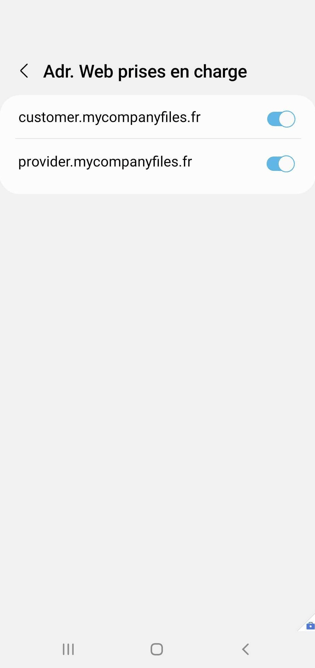 Adr. Web prises en charge
customer.mycompanyfiles.fr
provider.mycompanyfiles.fr